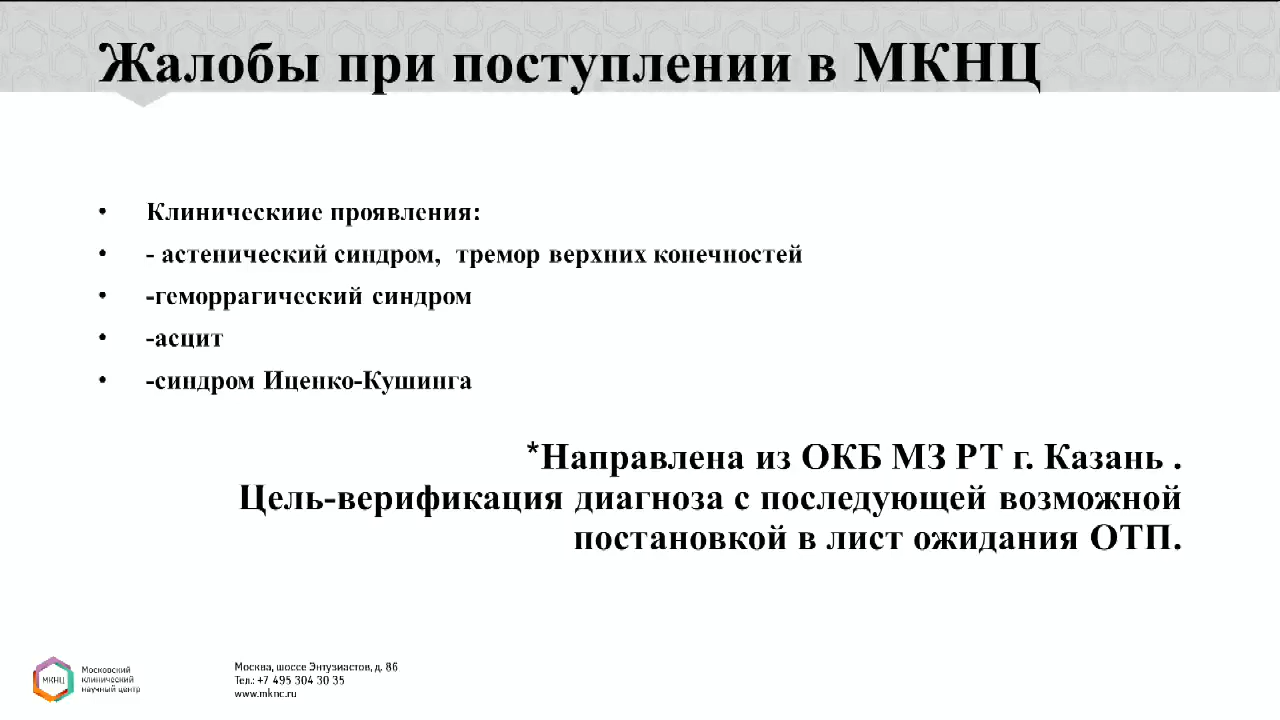 Жалобы при поступлении в МКНЦ
• Клиническиие проявления:
• - астенический синдром, тремор верхних конечностей
• -геморрагический синдром
• -асцит
• -синдром Иценко-Кушинга
*Направлена из ОКБ МЗ РТ г. Казань .
Цель-верификация диагноза с последующей возможной
постановкой в лист ожидания ОТП.
МКНЦ
Московский
клинический
научный центр
Москва, шоссе Энтузиастов, д. 86
Тел.: +7 495 304 30 35
www.mknc.ru